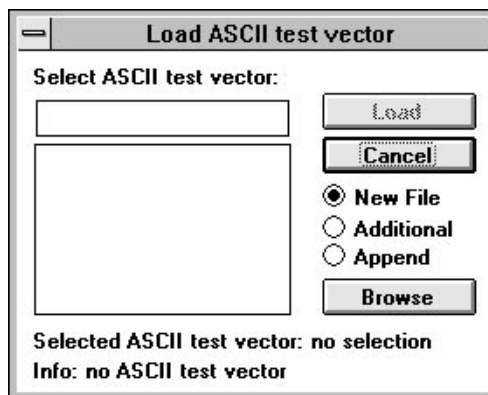 Load ASCII test vector
Select ASCII test vector:
Load
Cancel
New File
Additional
Append
Browse
Selected ASCII test vector: no selection
Info: no ASCII test vector